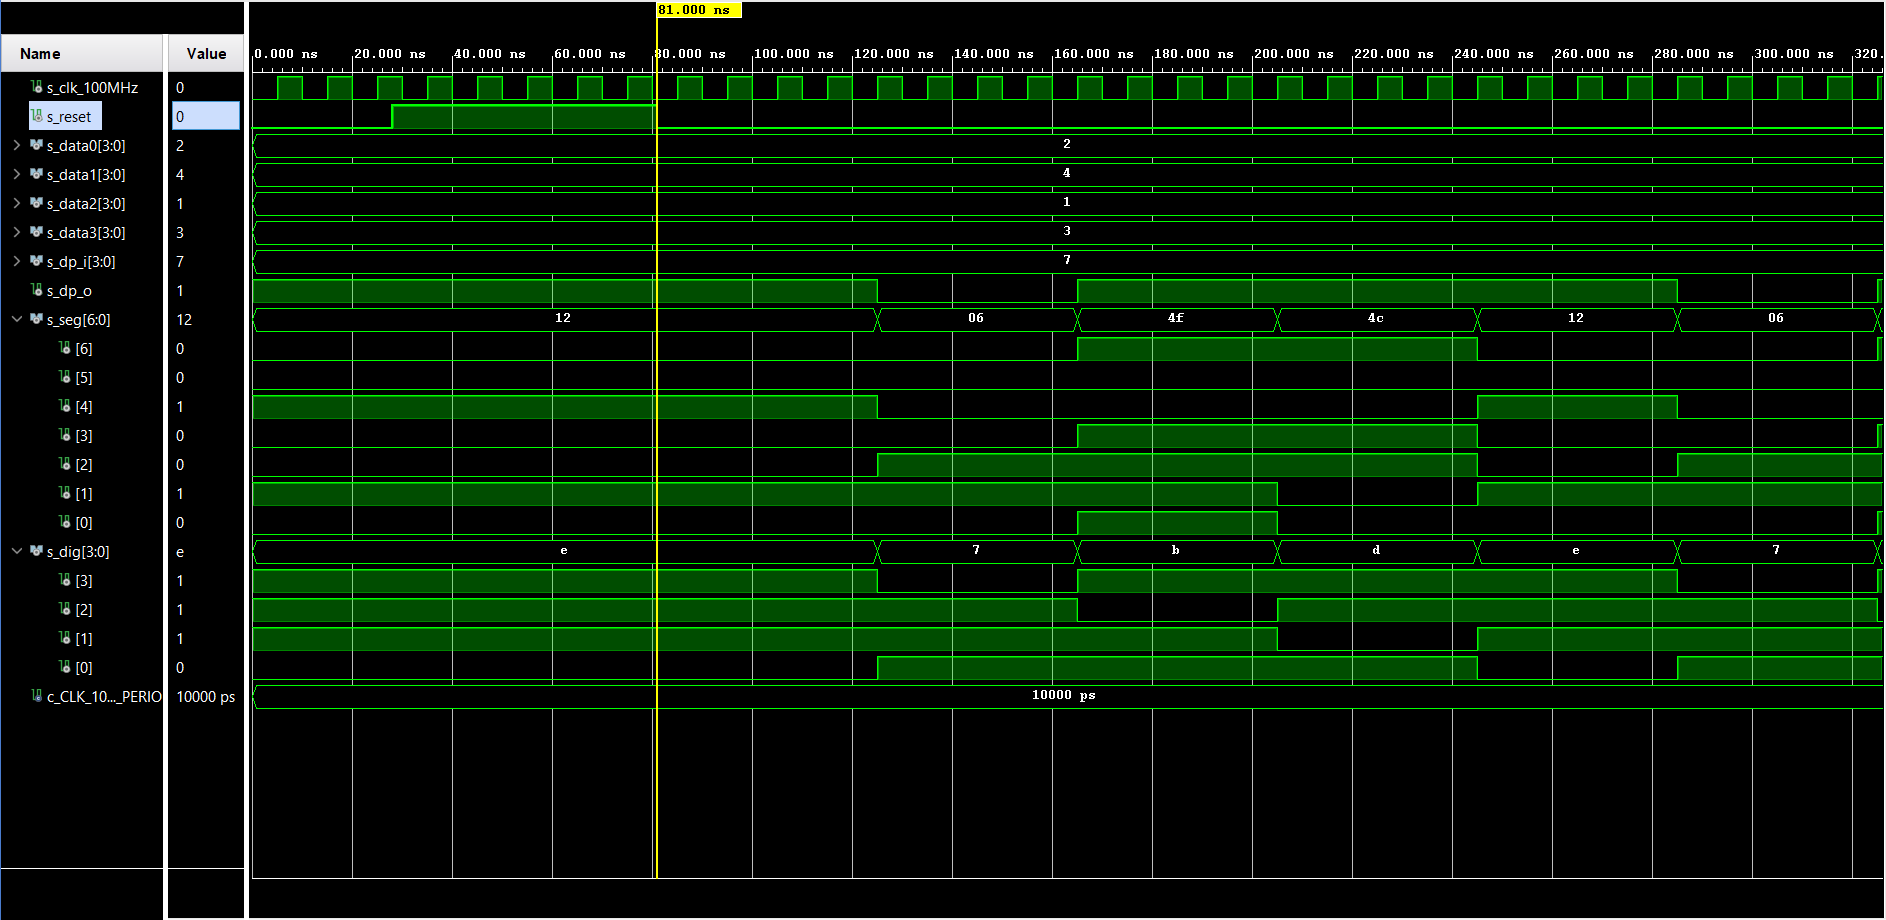 81.000 ns
Name Value 0.000 ns 20.000 ns 40.000 ns 60.000 ns 80.000 ns 100.000 ns 120.000 ns 140.000 ns 160.000 ns 180.000 ns 200.000 ns 220.000 ns 240.000 ns 260.000 ns 280.000 ns 300.000 ns 320.
s_clk_100MHz 0
s_reset 0
s_data0[3:0] 2 2
s_data1[3:0] 4 4
s_data2[3:0] 1 1
s_data3[3:0] 3 3
s_dp_i[3:0] 7 7
s_dp_o 1
s_seg[6:0] 12 12 06 4f 4c 12 06
[6] 0
[5] 0
[4] 1
[3] 0
[2] 0
[1] 1
[0] 0
s_dig[3:0] e e 7 b d e 7
[3] 1
[2] 1
[1] 1
[0] 0
c_CLK_10..._PERIO 10000 ps 10000 ps